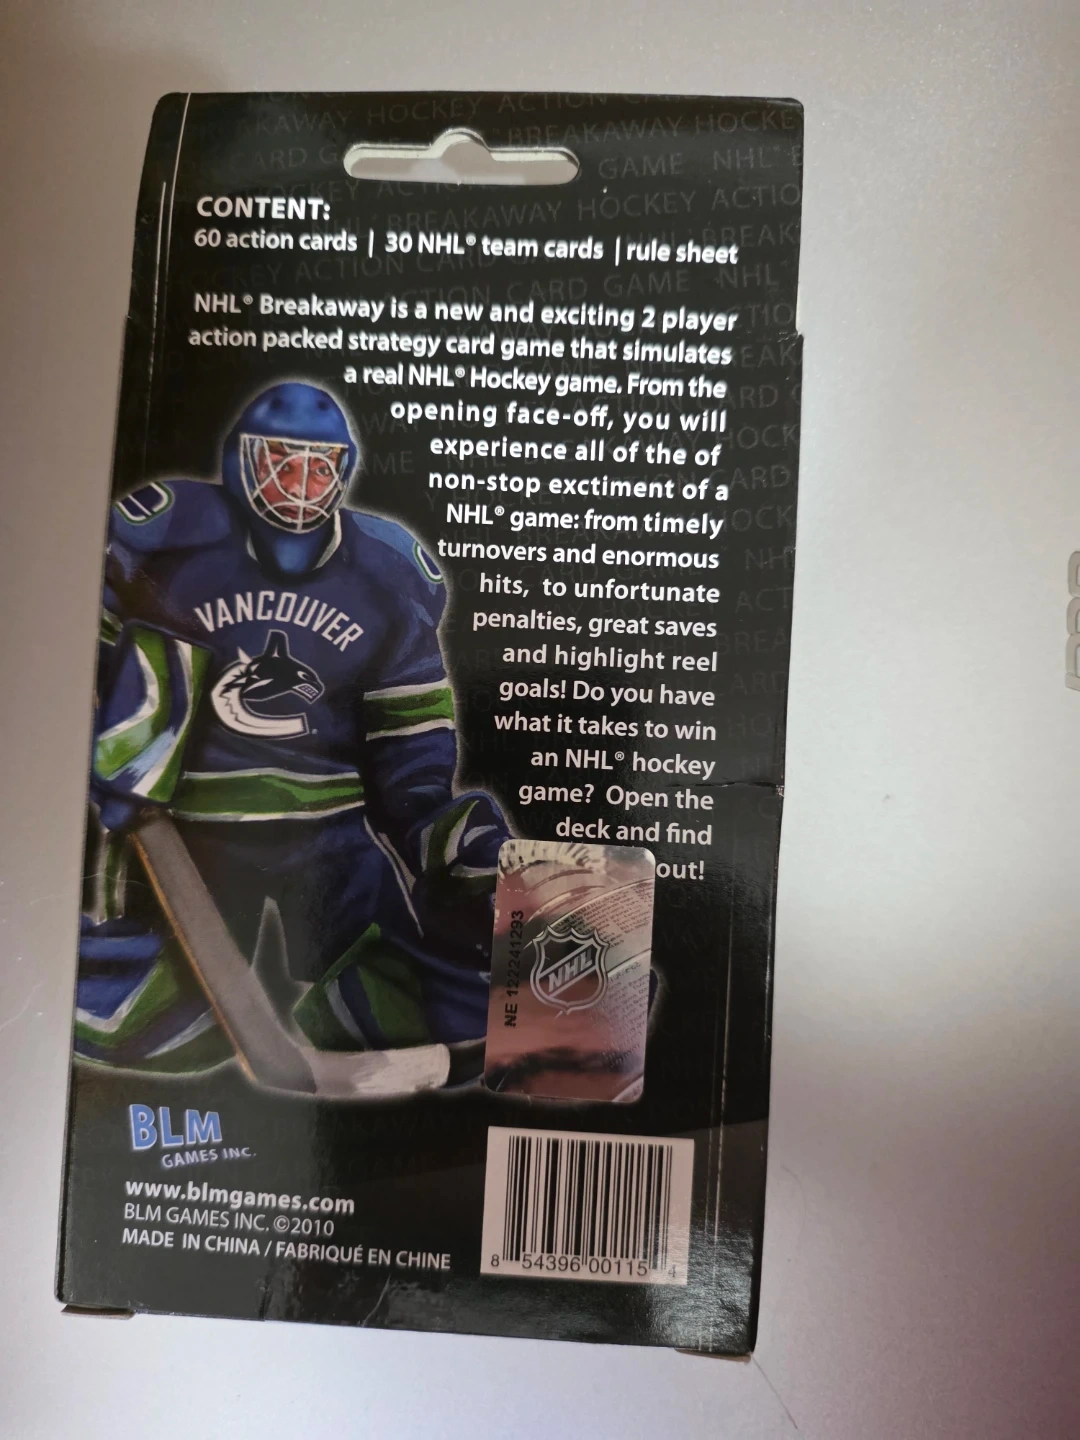 CONTENT:
60 action cards | 30 NHL® team cards | rule sheet
NHL® Breakaway is a new and exciting 2 player
action packed strategy card game that simulates
a real NHL® Hockey game. From the
opening face-off, you will
experience all of the of
non-stop exctiment of a
NHL® game: from timely
turnovers and enormous
hits, to unfortunate
penalties, great saves
and highlight reel
goals! Do you have
what it takes to win
an NHL® hockey
game? Open the
deck and find
out!
VANCOUVER
NE 122241293
NHL
BLM
GAMES INC.
www.blmgames.com
BLM GAMES INC. ©2010
MADE IN CHINA / FABRIQUÉ EN CHINE
8 54396 00115 4